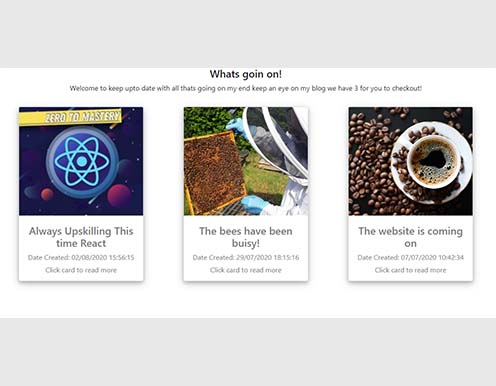 Whats goin on!
Welcome to keep upto date with all thats going on my end keep an eye on my blog we have 3 for you to checkout!
ZERO TO MASTERY
Always Upskilling This
time React
Date Created: 02/08/2020 15:56:15
Click card to read more
The bees have been
buisy!
Date Created: 29/07/2020 18:15:16
Click card to read more
The website is coming
on
Date Created: 07/07/2020 10:42:34
Click card to read more